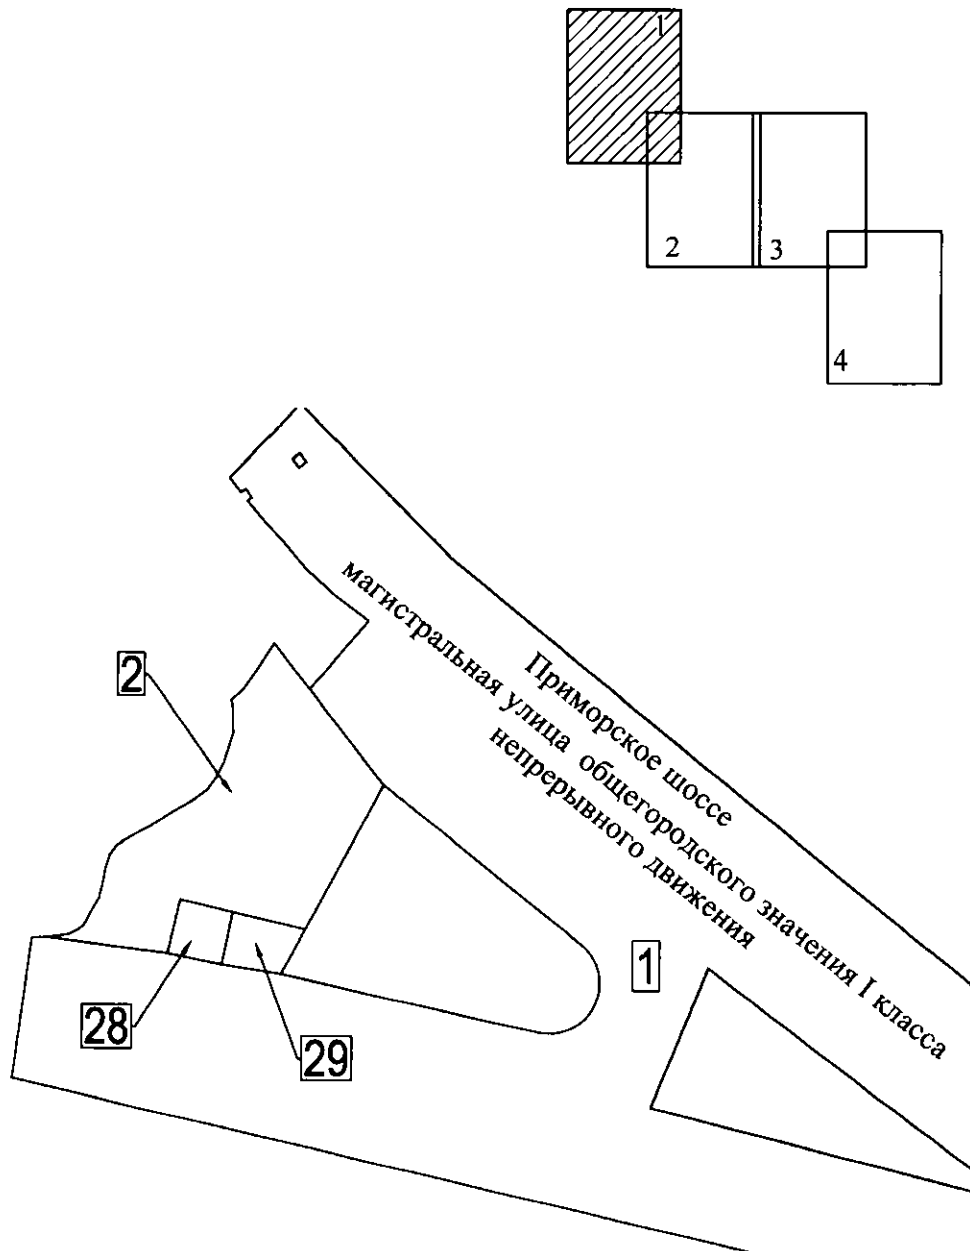 1
2
3
4
Приморское шоссе
магистральная улица общегородского значения I класса
непрерывного движения
2
1
28
29